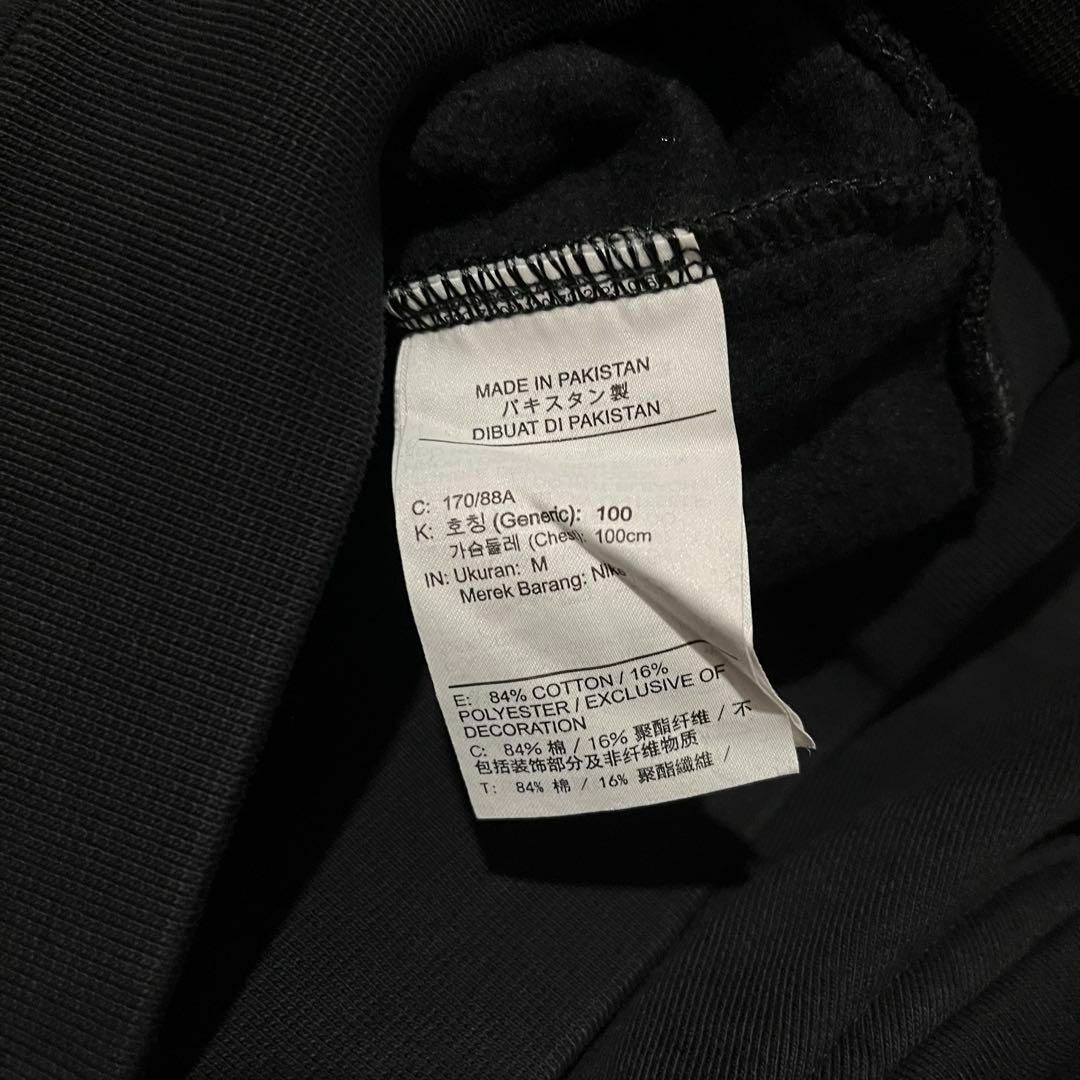 MADE IN PAKISTAN
パキスタン製
DIBUAT DI PAKISTAN
C: 170/88A
K: 호칭 (Generic): 100
가슴둘레 (Chest): 100cm
IN: Ukuran: M
Merek Barang:
E: 84% COTTON / 16%
POLYESTER / EXCLUSIVE OF
DECORATION
C: 84% 棉 / 16% 聚酯纤维 / 不
包括装饰部分及非纤维物质
T: 84% 棉 / 16% 聚酯纖維 /